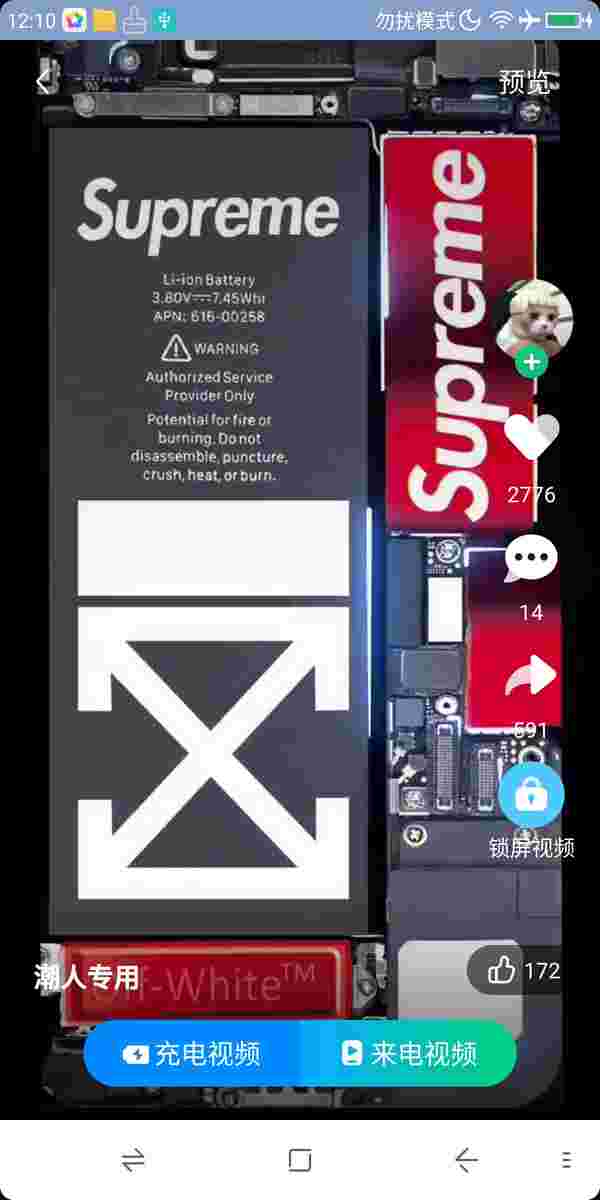 12:10
勿扰模式
预览
Supreme
Li-ion Battery
3.80V⎓7.45Whr
APN: 616-00258
WARNING
Authorized Service
Provider Only
Potential for fire or
burning. Do not
disassemble, puncture,
crush, heat, or burn.
Supreme
2776
14
591
锁屏视频
172
潮人专用
Off-White™
充电视频
来电视频